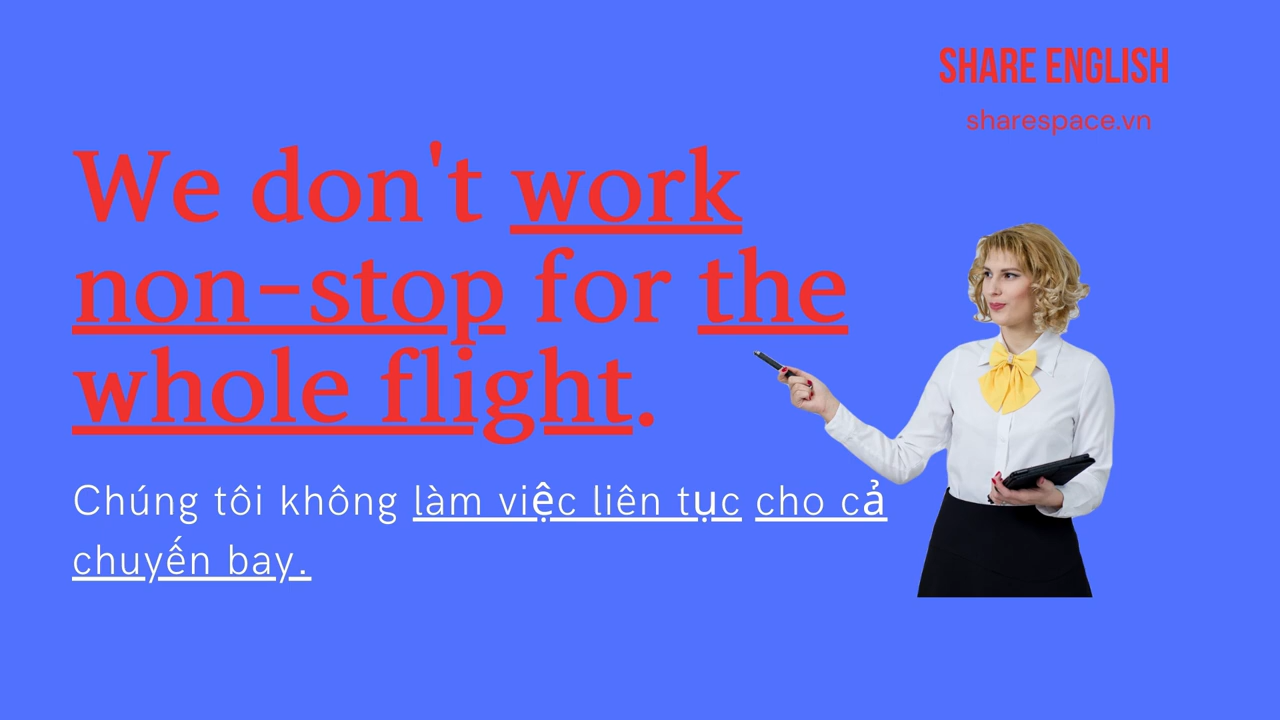 SHARE ENGLISH
sharespace.vn
We don't work
non-stop for the
whole flight.
Chúng tôi không làm việc liên tục cho cả
chuyến bay.